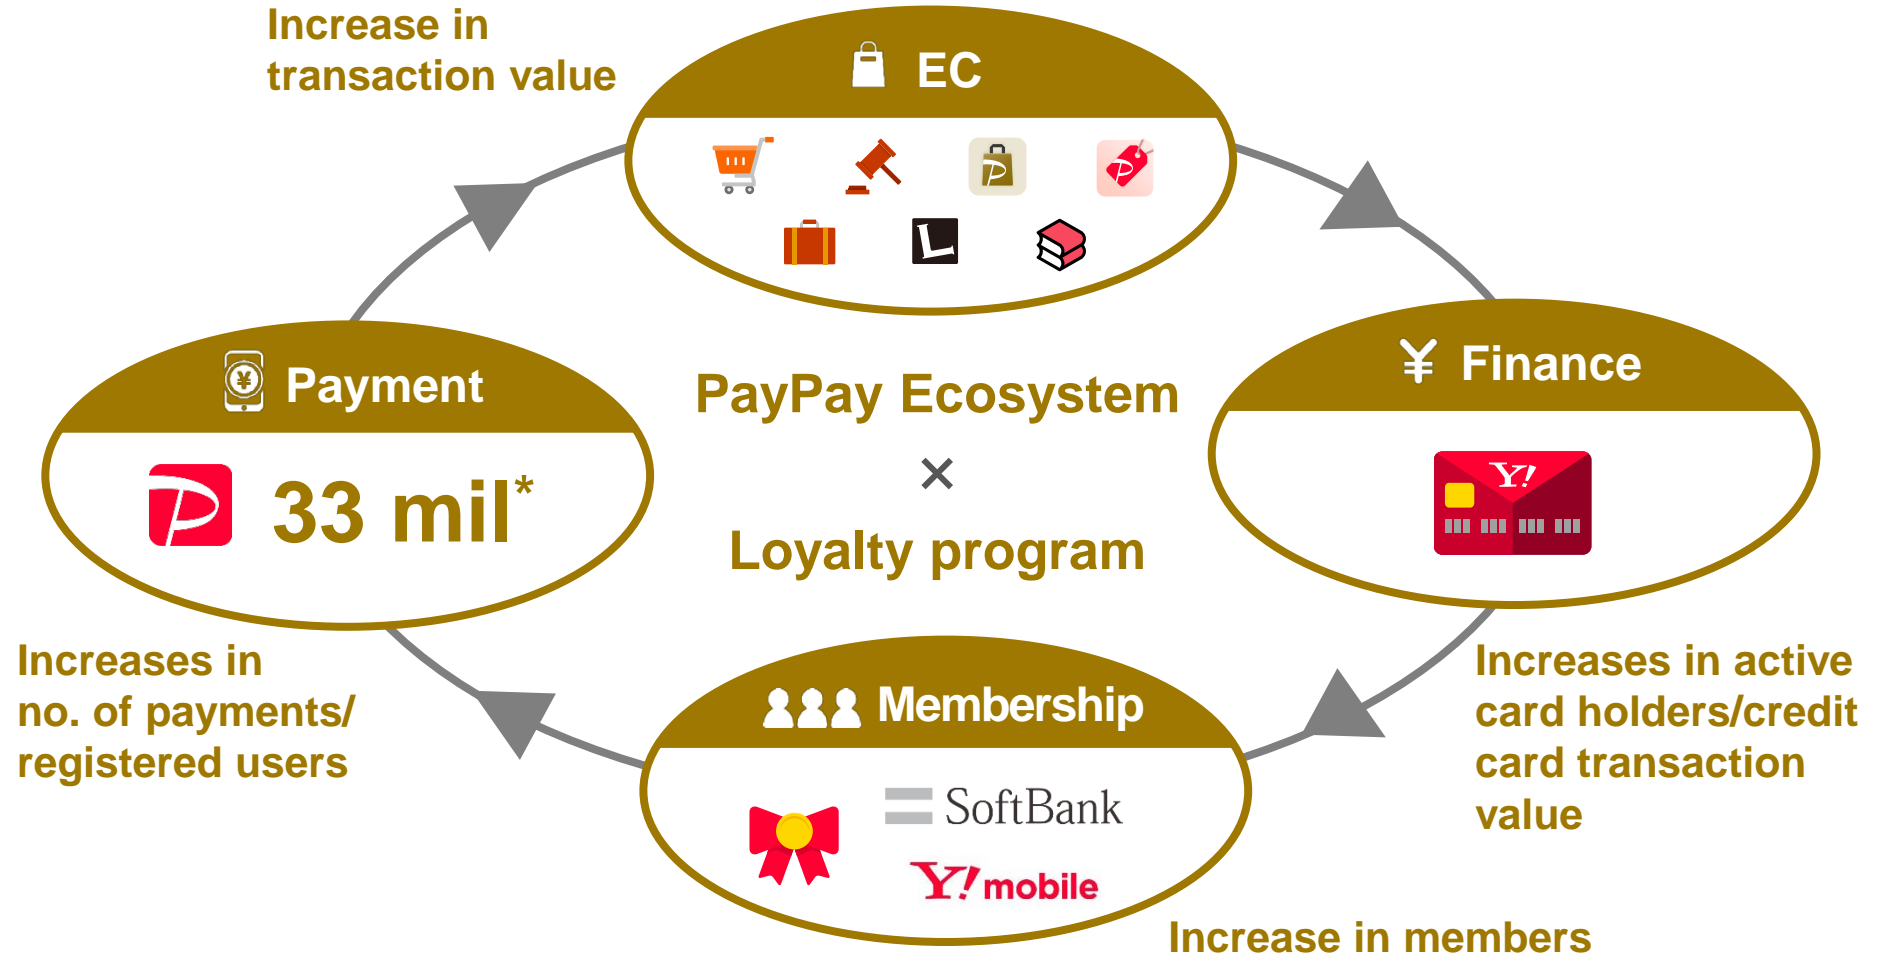 Increase in
transaction value
EC
Payment
33 mil*
PayPay Ecosystem
×
Loyalty program
¥ Finance
Y!
Increases in
no. of payments/
registered users
Membership
SoftBank
Y! mobile
Increases in active
card holders/credit
card transaction
value
Increase in members